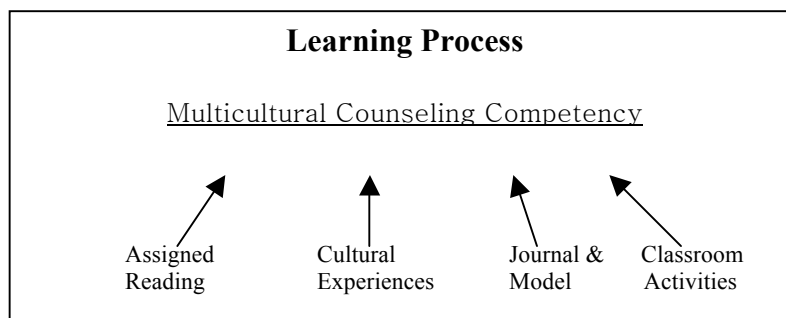 Learning Process
Multicultural Counseling Competency
Assigned
Reading
Cultural
Experiences
Journal &
Model
Classroom
Activities